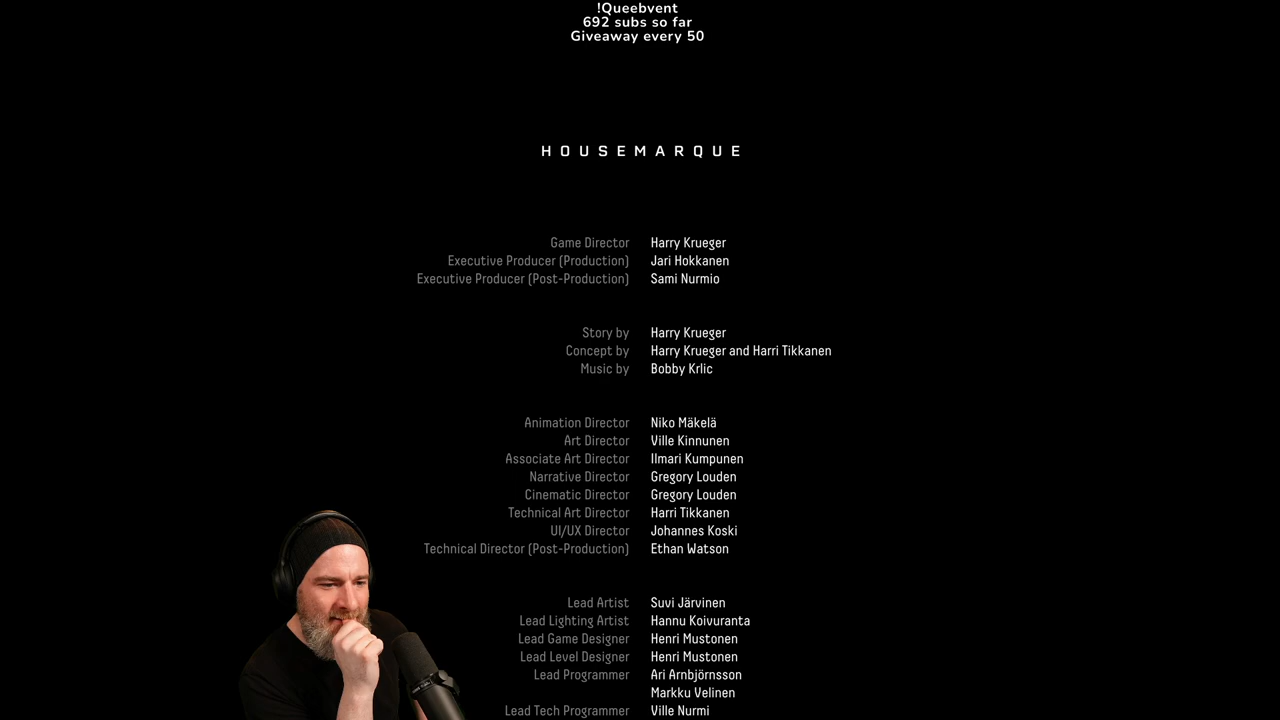 !Queebvent
692 subs so far
Giveaway every 50
HOUSEMARQUE
Game Director Harry Krueger
Executive Producer (Production) Jari Hokkanen
Executive Producer (Post-Production) Sami Nurmio
Story by Harry Krueger
Concept by Harry Krueger and Harri Tikkanen
Music by Bobby Krlic
Animation Director Niko Mäkelä
Art Director Ville Kinnunen
Associate Art Director Ilmari Kumpunen
Narrative Director Gregory Louden
Cinematic Director Gregory Louden
Technical Art Director Harri Tikkanen
UI/UX Director Johannes Koski
Technical Director (Post-Production) Ethan Watson
Lead Artist Suvi Järvinen
Lead Lighting Artist Hannu Koivuranta
Lead Game Designer Henri Mustonen
Lead Level Designer Henri Mustonen
Lead Programmer Ari Arnbjörnsson
Markku Velinen
Lead Tech Programmer Ville Nurmi